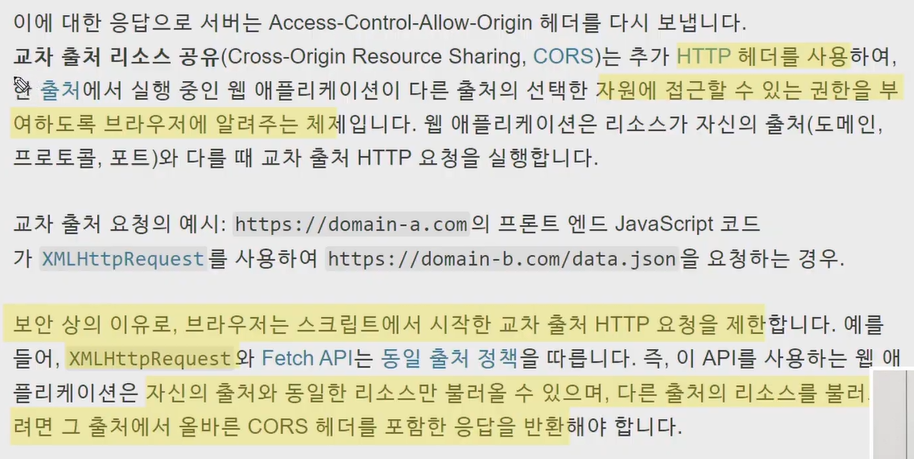 이에 대한 응답으로 서버는 Access-Control-Allow-Origin 헤더를 다시 보냅니다.
교차 출처 리소스 공유(Cross-Origin Resource Sharing, CORS)는 추가 HTTP 헤더를 사용하여,
한 출처에서 실행 중인 웹 애플리케이션이 다른 출처의 선택한 자원에 접근할 수 있는 권한을 부
여하도록 브라우저에 알려주는 체제입니다. 웹 애플리케이션은 리소스가 자신의 출처(도메인,
프로토콜, 포트)와 다를 때 교차 출처 HTTP 요청을 실행합니다.
교차 출처 요청의 예시: https://domain-a.com의 프론트 엔드 JavaScript 코드
가 XMLHttpRequest를 사용하여 https://domain-b.com/data.json을 요청하는 경우.
보안 상의 이유로, 브라우저는 스크립트에서 시작한 교차 출처 HTTP 요청을 제한합니다. 예를
들어, XMLHttpRequest와 Fetch API는 동일 출처 정책을 따릅니다. 즉, 이 API를 사용하는 웹 애
플리케이션은 자신의 출처와 동일한 리소스만 불러올 수 있으며, 다른 출처의 리소스를
려면 그 출처에서 올바른 CORS 헤더를 포함한 응답을 반환해야 합니다.